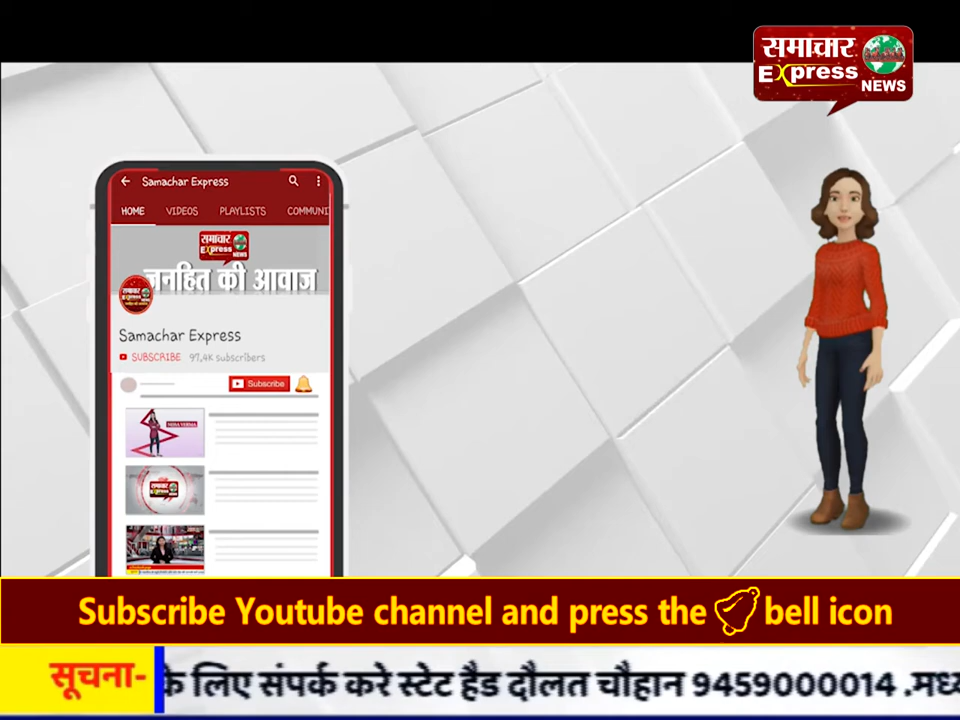 समाचार
Express
NEWS
Samachar Express
HOME VIDEOS PLAYLISTS COMMUNI
समाचार
Express
NEWS
जनहित की आवाज
Samachar Express
SUBSCRIBE 97,4K subscribers
Subscribe
Subscribe Youtube channel and press the bell icon
सूचना- के लिए संपर्क करे स्टेट हैड दौलत चौहान 9459000014 .मध्य